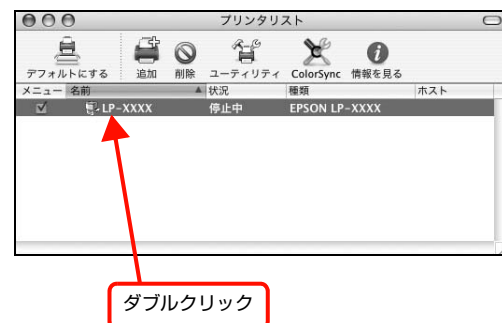 プリンタリスト
デフォルトにする 追加 削除 ユーティリティ ColorSync 情報を見る
メニュー 名前 状況 種類 ホスト
LP-XXXX 停止中 EPSON LP-XXXX
ダブルクリック